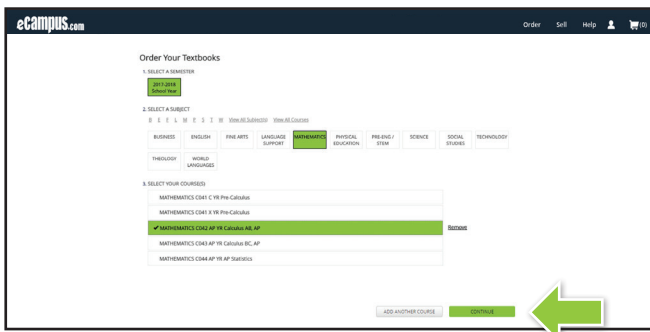 eCampus.com
Order Sell Help (0)
Order Your Textbooks
1. SELECT A SEMESTER
2017-2018
School Year
2. SELECT A SUBJECT
B E F L M P S T W View All Subject(s) View All Courses
BUSINESS ENGLISH FINE ARTS LANGUAGE SUPPORT MATHEMATICS PHYSICAL EDUCATION PRE-ENG / STEM SCIENCE SOCIAL STUDIES TECHNOLOGY
THEOLOGY WORLD LANGUAGES
3. SELECT YOUR COURSE(S)
MATHEMATICS C041 C YR Pre-Calculus
MATHEMATICS C041 X YR Pre-Calculus
✔ MATHEMATICS C042 AP YR Calculus AB, AP Remove
MATHEMATICS C043 AP YR Calculus BC, AP
MATHEMATICS C044 AP YR AP Statistics
ADD ANOTHER COURSE CONTINUE